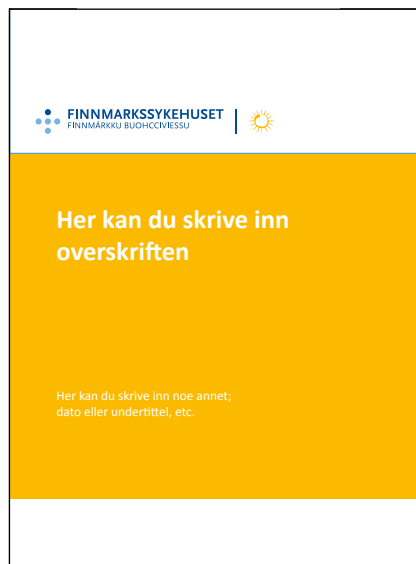 FINNMARKSSYKEHUSET
FINNMÁRKKU BUOHCCIVIESSU
Her kan du skrive inn
overskriften
Her kan du skrive inn noe annet;
dato eller undertittel, etc.